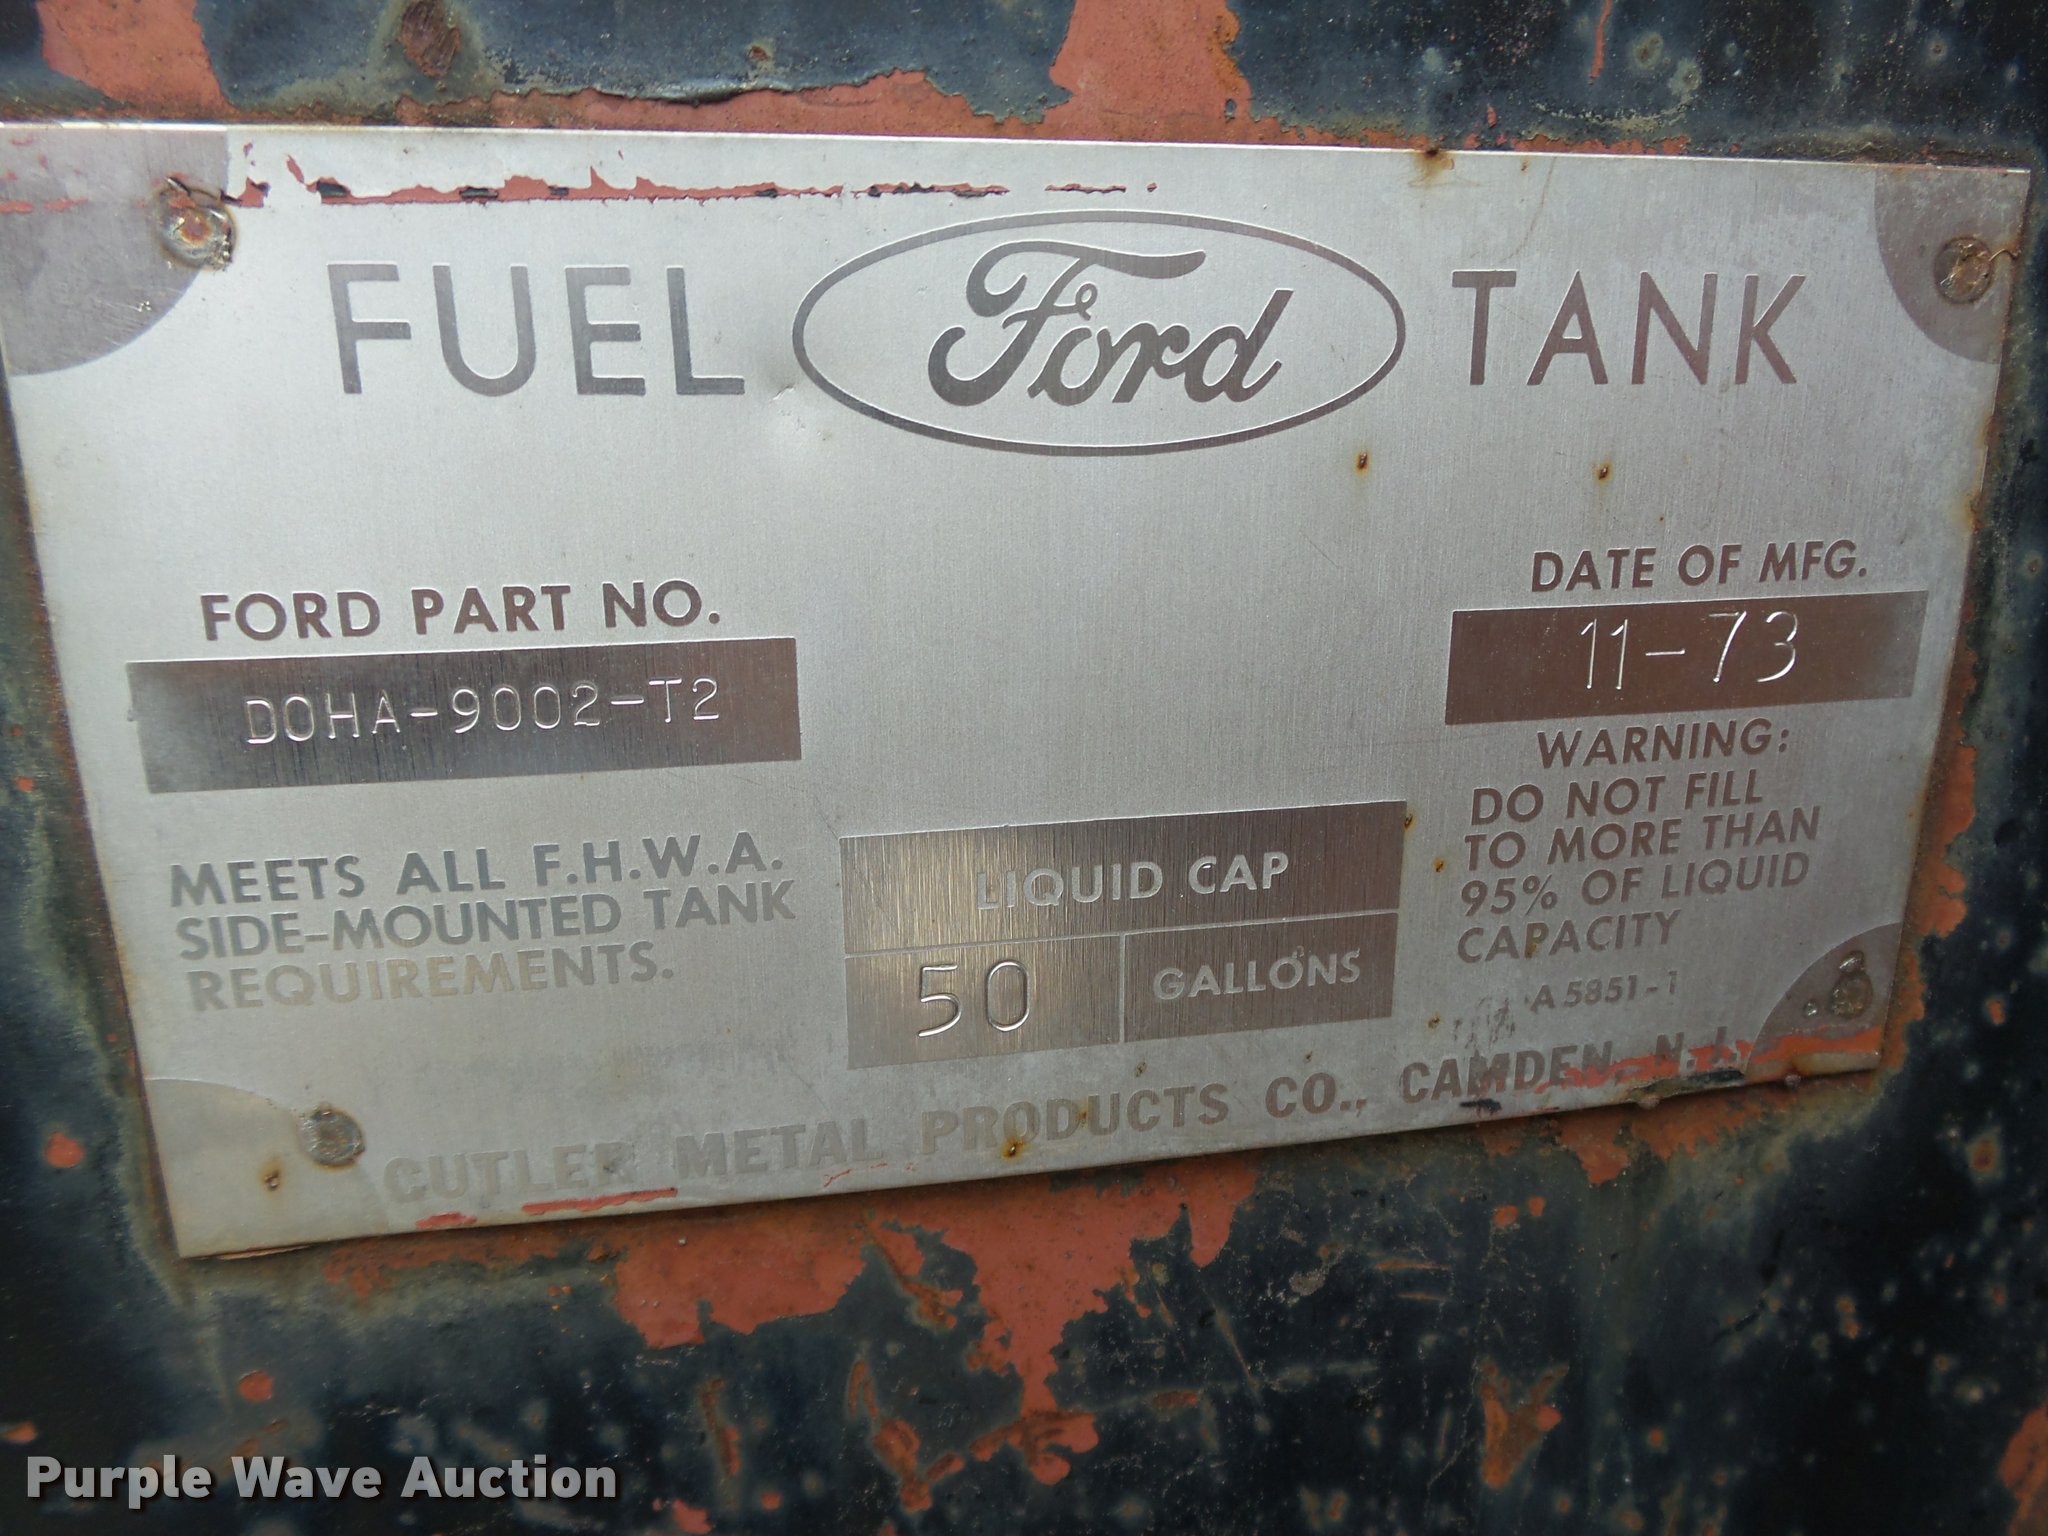 FUEL Ford TANK
FORD PART NO.
DOHA-9002-T2
MEETS ALL F.H.W.A.
SIDE-MOUNTED TANK
REQUIREMENTS.
LIQUID CAP
50 GALLONS
DATE OF MFG.
11-73
WARNING:
DO NOT FILL
TO MORE THAN
95% OF LIQUID
CAPACITY
A5851-1
CUTLER METAL PRODUCTS CO., CAMDEN, N.J.
Purple Wave Auction